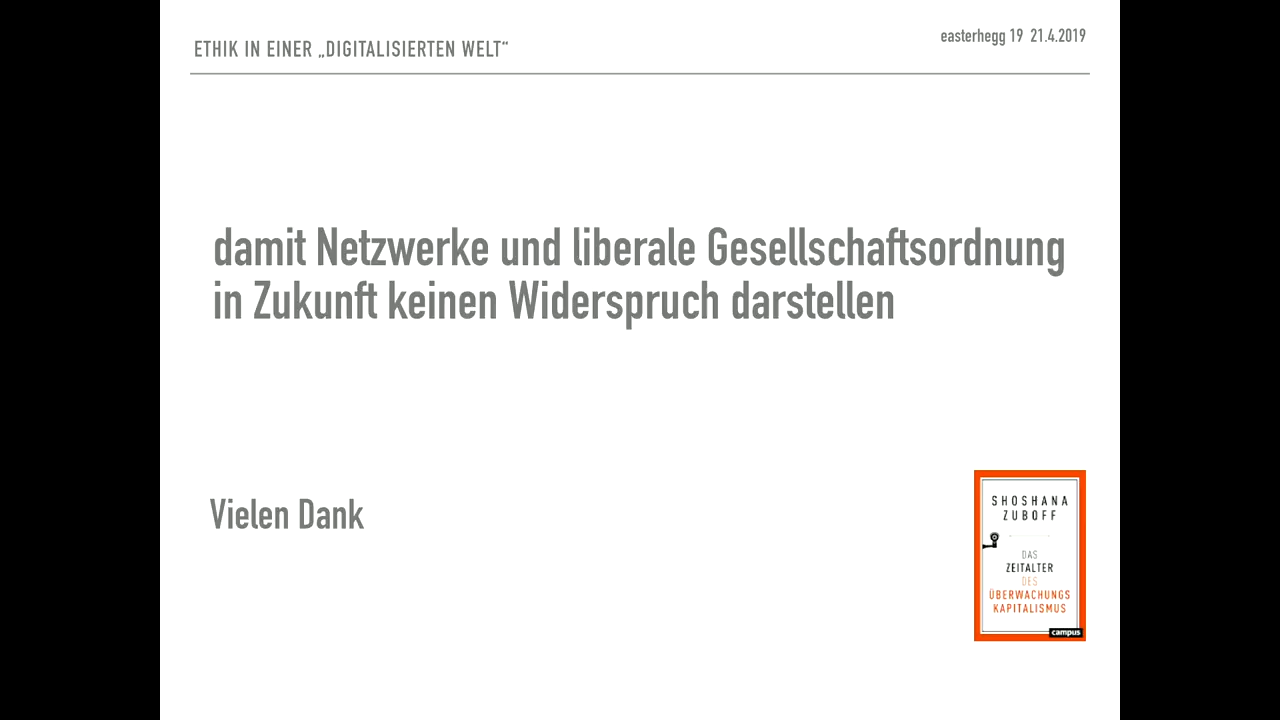 ETHIK IN EINER „DIGITALISIERTEN WELT“
easterhegg 19 21.4.2019
damit Netzwerke und liberale Gesellschaftsordnung
in Zukunft keinen Widerspruch darstellen
Vielen Dank
SHOSHANA
ZUBOFF
DAS
ZEITALTER
DES
ÜBERWACHUNGS
KAPITALISMUS
campus